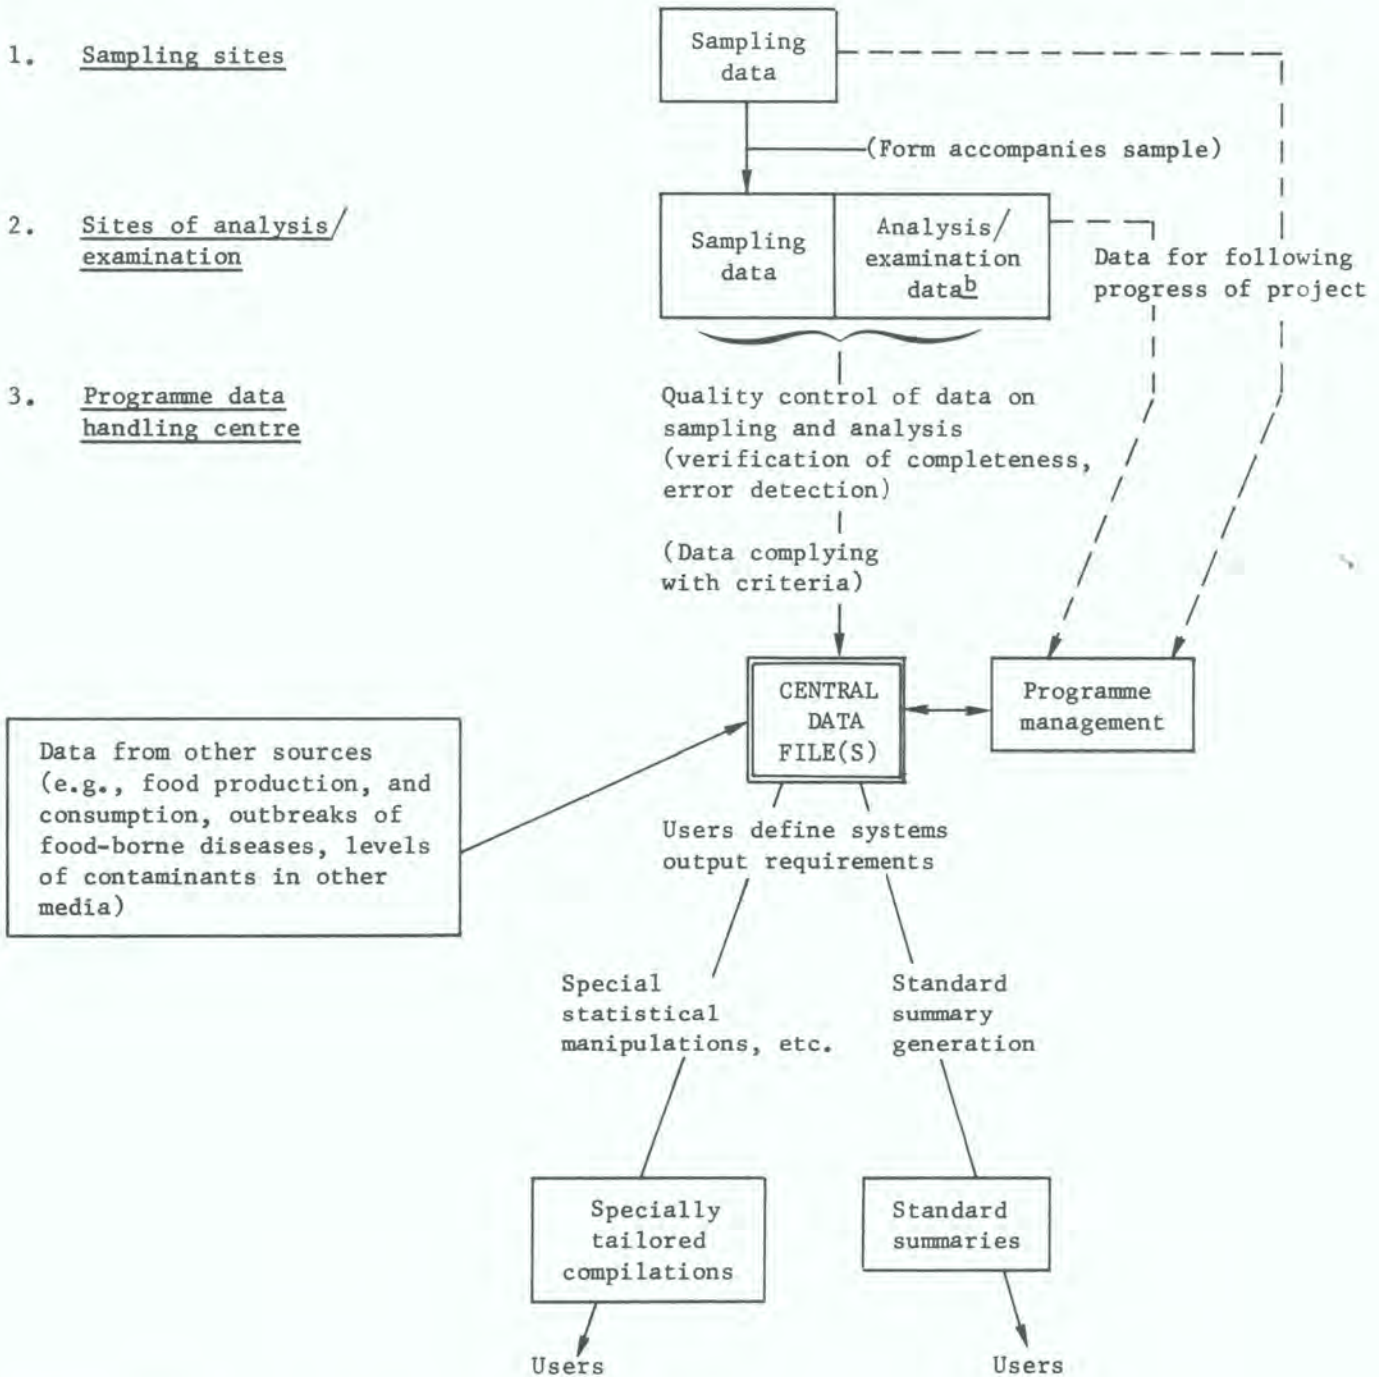 1. Sampling sites
Sampling
data
(Form accompanies sample)
2. Sites of analysis/
examination
Sampling
data
Analysis/
examination
datab
Data for following
progress of project
3. Programme data
handling centre
Quality control of data on
sampling and analysis
(verification of completeness,
error detection)
(Data complying
with criteria)
CENTRAL
DATA
FILE(S)
Programme
management
Data from other sources
(e.g., food production, and
consumption, outbreaks of
food-borne diseases, levels
of contaminants in other
media)
Users define systems
output requirements
Special
statistical
manipulations, etc.
Standard
summary
generation
Specially
tailored
compilations
Standard
summaries
Users
Users